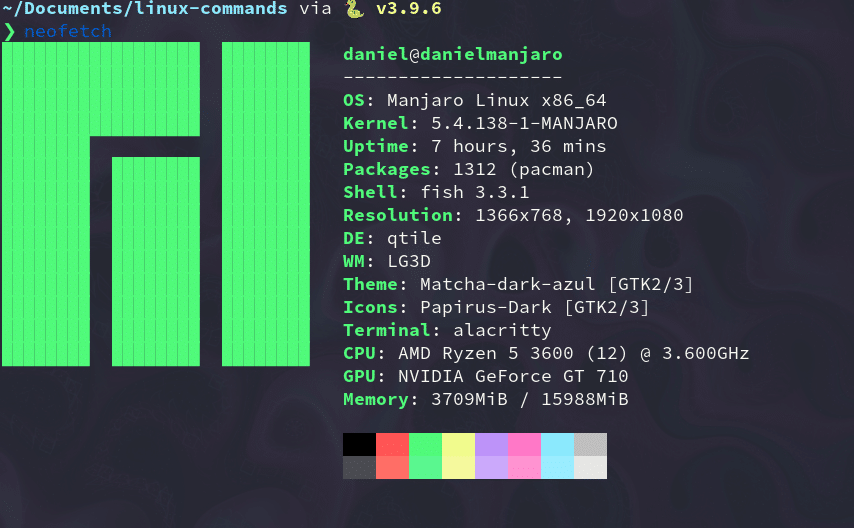 ~/Documents/linux-commands via 🐍 v3.9.6
❯ neofetch
daniel@danielmanjaro
--------------------
OS: Manjaro Linux x86_64
Kernel: 5.4.138-1-MANJARO
Uptime: 7 hours, 36 mins
Packages: 1312 (pacman)
Shell: fish 3.3.1
Resolution: 1366x768, 1920x1080
DE: qtile
WM: LG3D
Theme: Matcha-dark-azul [GTK2/3]
Icons: Papirus-Dark [GTK2/3]
Terminal: alacritty
CPU: AMD Ryzen 5 3600 (12) @ 3.600GHz
GPU: NVIDIA GeForce GT 710
Memory: 3709MiB / 15988MiB